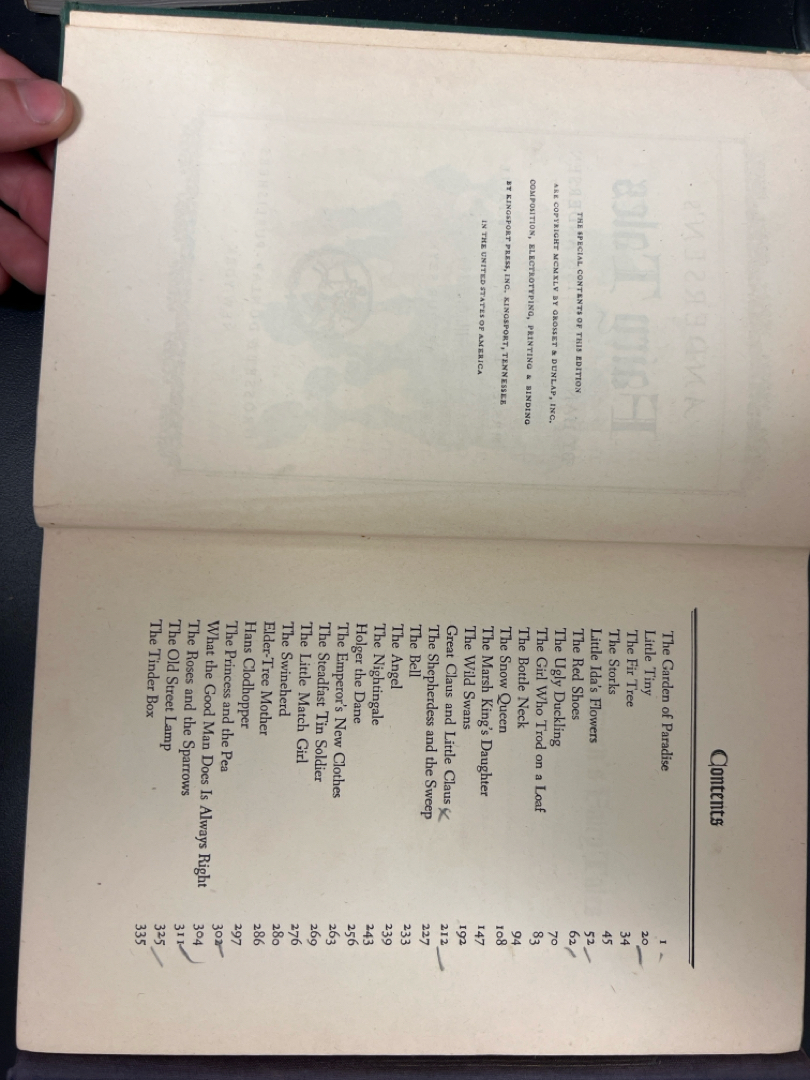 THE SPECIAL CONTENTS OF THIS EDITION
ARE COPYRIGHT MCMXLV BY GROSSET & DUNLAP, INC.
COMPOSITION, ELECTROTYPING, PRINTING & BINDING
BY KINGSPORT PRESS, INC. KINGSPORT, TENNESSEE
IN THE UNITED STATES OF AMERICA
Contents
The Garden of Paradise 1
Little Tiny 20
The Fir Tree 34
The Storks 45
Little Ida's Flowers 52
The Red Shoes 62
The Ugly Duckling 70
The Girl Who Trod on a Loaf 83
The Bottle Neck 94
The Snow Queen 108
The Marsh King's Daughter 147
The Wild Swans 192
Great Claus and Little Claus 212
The Shepherdess and the Sweep 227
The Bell 233
The Angel 239
The Nightingale 243
Holger the Dane 256
The Emperor's New Clothes 263
The Steadfast Tin Soldier 269
The Little Match Girl 276
The Swineherd 280
Elder-Tree Mother 286
Hans Clodhopper 297
The Princess and the Pea 302
What the Good Man Does Is Always Right 304
The Roses and the Sparrows 311
The Old Street Lamp 325
The Tinder Box 335